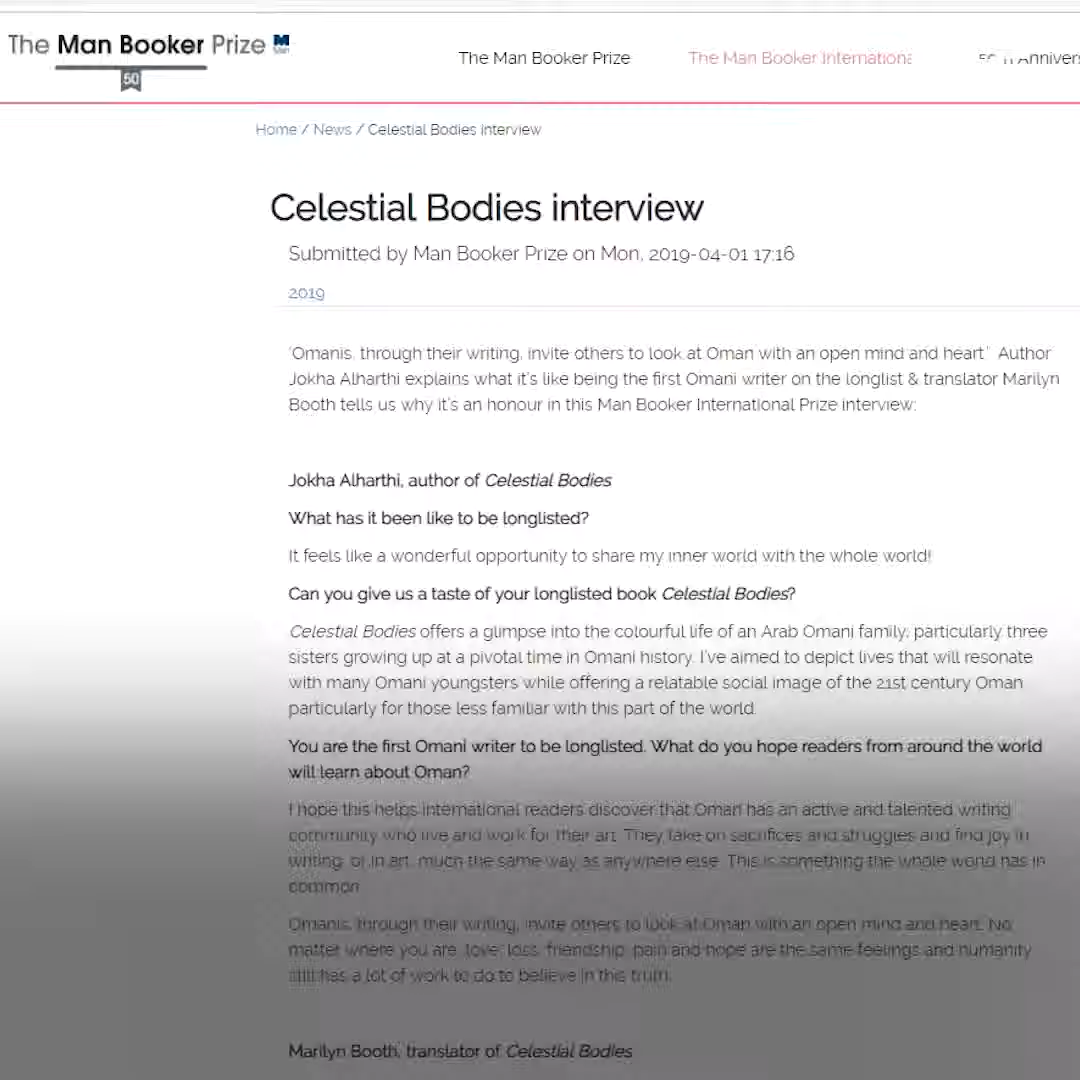 The Man Booker Prize
50
The Man Booker Prize
The Man Booker Internationa
Home / News / Celestial Bodies interview
Celestial Bodies interview
Submitted by Man Booker Prize on Mon, 2019-04-01 17:16
2019
'Omanis, through their writing, invite others to look at Oman with an open mind and heart.' Author
Jokha Alharthi explains what it's like being the first Omani writer on the longlist & translator Marilyn
Booth tells us why it's an honour in this Man Booker International Prize interview:
Jokha Alharthi, author of Celestial Bodies
What has it been like to be longlisted?
It feels like a wonderful opportunity to share my inner world with the whole world!
Can you give us a taste of your longlisted book Celestial Bodies?
Celestial Bodies offers a glimpse into the colourful life of an Arab Omani family, particularly three
sisters growing up at a pivotal time in Omani history. I've aimed to depict lives that will resonate
with many Omani youngsters while offering a relatable social image of the 21st century Oman
particularly for those less familiar with this part of the world.
You are the first Omani writer to be longlisted. What do you hope readers from around the world
will learn about Oman?
I hope this helps international readers discover that Oman has an active and talented writing
community who live and work for their art. They take on sacrifices and struggles and find joy in
writing, or in art, much the same way as anywhere else. This is something the whole world has in
common.
Omanis, through their writing, invite others to look at Oman with an open mind and heart. No
matter where you are, love, loss, friendship, pain and hope are the same feelings and humanity
still has a lot of work to do to believe in this truth.
Marilyn Booth, translator of Celestial Bodies